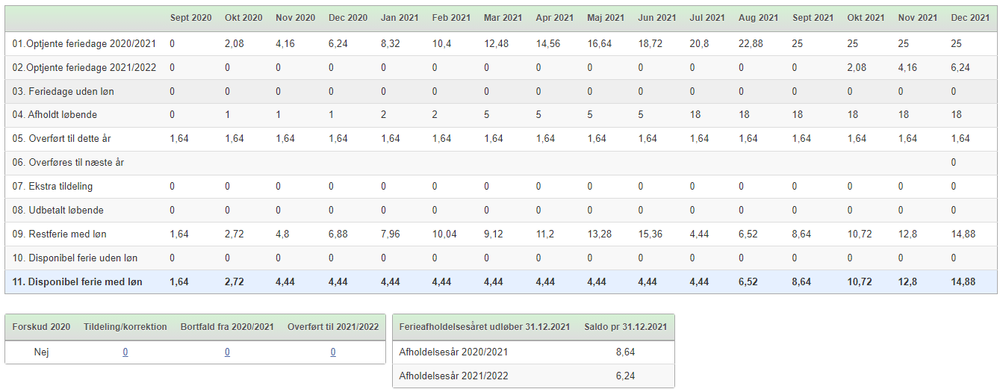 Sept 2020 Okt 2020 Nov 2020 Dec 2020 Jan 2021 Feb 2021 Mar 2021 Apr 2021 Maj 2021 Jun 2021 Jul 2021 Aug 2021 Sept 2021 Okt 2021 Nov 2021 Dec 2021
01.Optjente feriedage 2020/2021 0 2,08 4,16 6,24 8,32 10,4 12,48 14,56 16,64 18,72 20,8 22,88 25 25 25 25
02.Optjente feriedage 2021/2022 0 0 0 0 0 0 0 0 0 0 0 0 0 2,08 4,16 6,24
03. Feriedage uden løn 0 0 0 0 0 0 0 0 0 0 0 0 0 0 0 0
04. Afholdt løbende 0 1 1 1 2 2 5 5 5 5 18 18 18 18 18 18
05. Overført til dette år 1,64 1,64 1,64 1,64 1,64 1,64 1,64 1,64 1,64 1,64 1,64 1,64 1,64 1,64 1,64 1,64
06. Overføres til næste år 0
07. Ekstra tildeling 0 0 0 0 0 0 0 0 0 0 0 0 0 0 0 0
08. Udbetalt løbende 0 0 0 0 0 0 0 0 0 0 0 0 0 0 0 0
09. Restferie med løn 1,64 2,72 4,8 6,88 7,96 10,04 9,12 11,2 13,28 15,36 4,44 6,52 8,64 10,72 12,8 14,88
10. Disponibel ferie uden løn 0 0 0 0 0 0 0 0 0 0 0 0 0 0 0 0
11. Disponibel ferie med løn 1,64 2,72 4,44 4,44 4,44 4,44 4,44 4,44 4,44 4,44 4,44 6,52 8,64 10,72 12,8 14,88
Forskud 2020 Tildeling/korrektion Bortfald fra 2020/2021 Overført til 2021/2022
Nej 0 0 0
Ferieafholdelsesåret udløber 31.12.2021 Saldo pr 31.12.2021
Afholdelsesår 2020/2021 8,64
Afholdelsesår 2021/2022 6,24